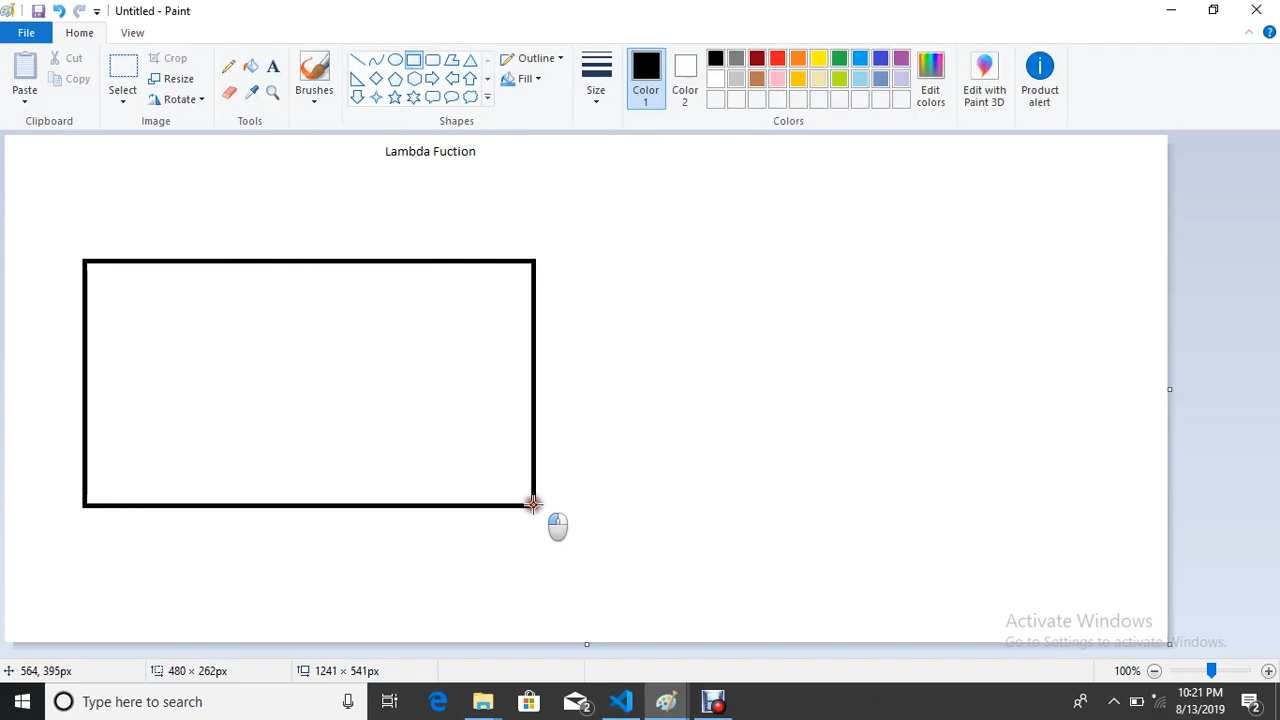 Untitled - Paint
File
Home
View
Paste
Cut
Copy
Clipboard
Select
Crop
Resize
Rotate
Image
A
Tools
Brushes
Outline
Fill
Shapes
Size
Color 1
Color 2
Edit colors
Colors
Edit with Paint 3D
Product alert
Lambda Fuction
Activate Windows
Go to Settings to activate Windows.
564, 395px
480 × 262px
1241 × 541px
100%
Type here to search
2
10:21 PM
8/13/2019
2